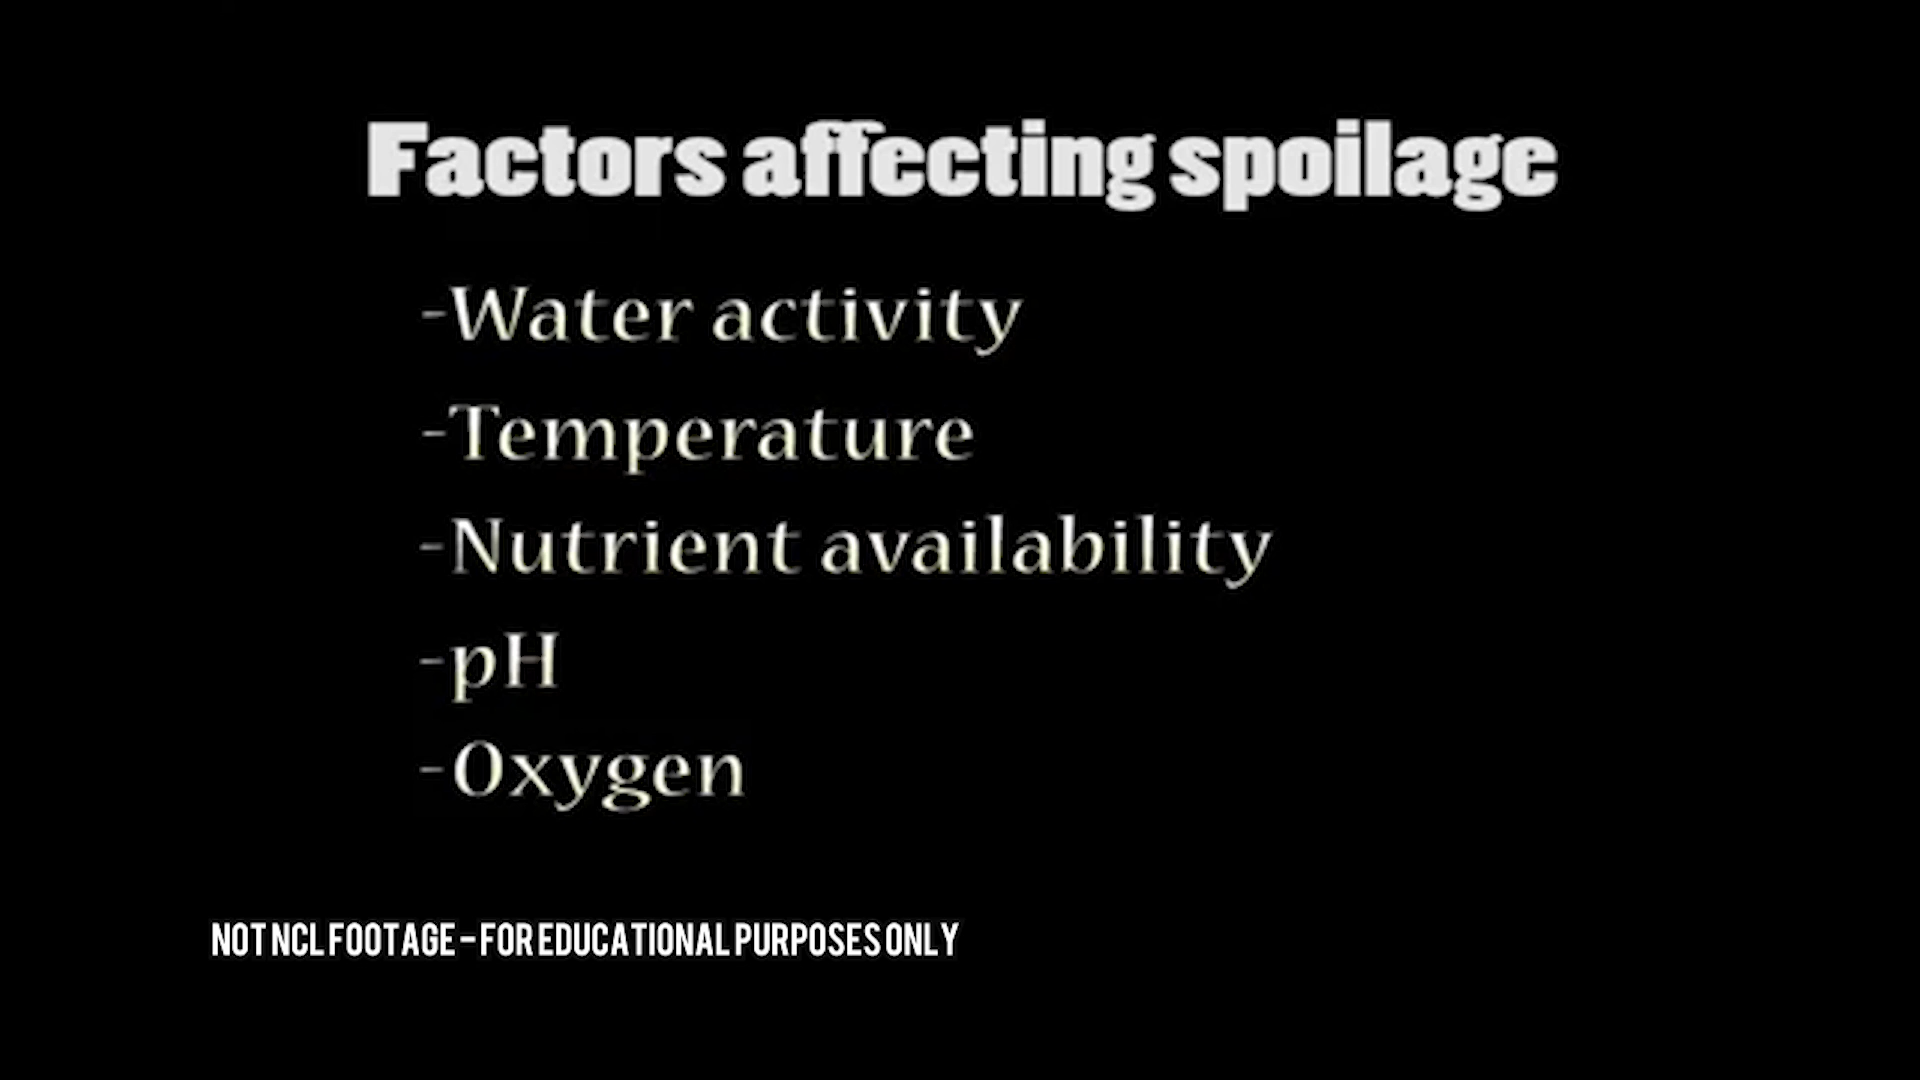 Factors affecting spoilage
-Water activity
-Temperature
-Nutrient availability
-pH
-Oxygen
NOT NCL FOOTAGE - FOR EDUCATIONAL PURPOSES ONLY